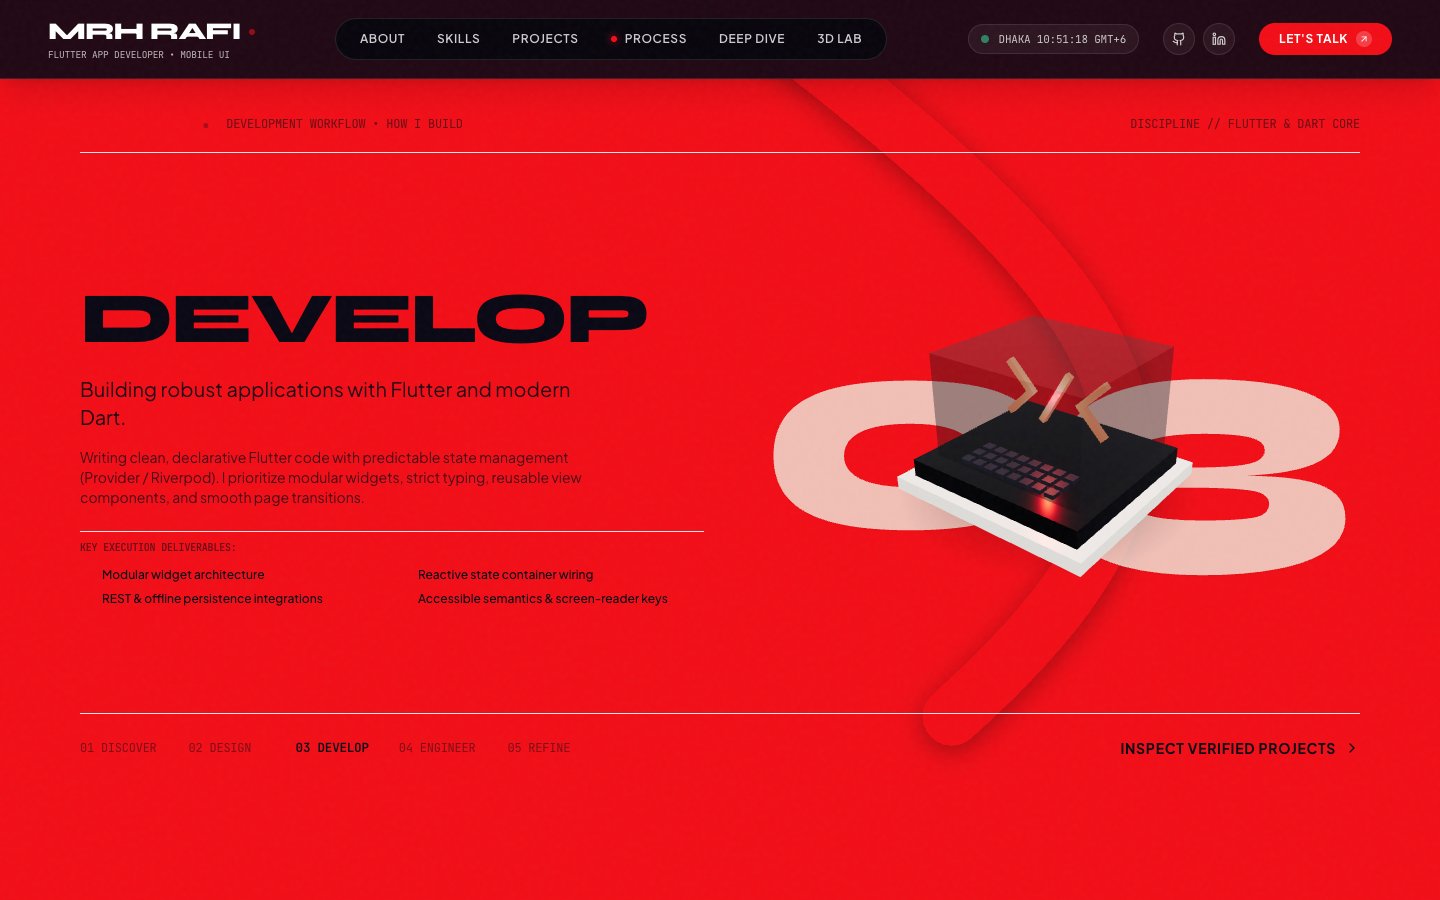 MRH RAFI
FLUTTER APP DEVELOPER • MOBILE UI
ABOUT
SKILLS
PROJECTS
PROCESS
DEEP DIVE
3D LAB
DHAKA 10:51:18 GMT+6
LET'S TALK
DEVELOPMENT WORKFLOW • HOW I BUILD
DISCIPLINE // FLUTTER & DART CORE
DEVELOP
Building robust applications with Flutter and modern
Dart.
Writing clean, declarative Flutter code with predictable state management
(Provider / Riverpod). I prioritize modular widgets, strict typing, reusable view
components, and smooth page transitions.
KEY EXECUTION DELIVERABLES:
Modular widget architecture
Reactive state container wiring
REST & offline persistence integrations
Accessible semantics & screen-reader keys
03
01 DISCOVER
02 DESIGN
03 DEVELOP
04 ENGINEER
05 REFINE
INSPECT VERIFIED PROJECTS